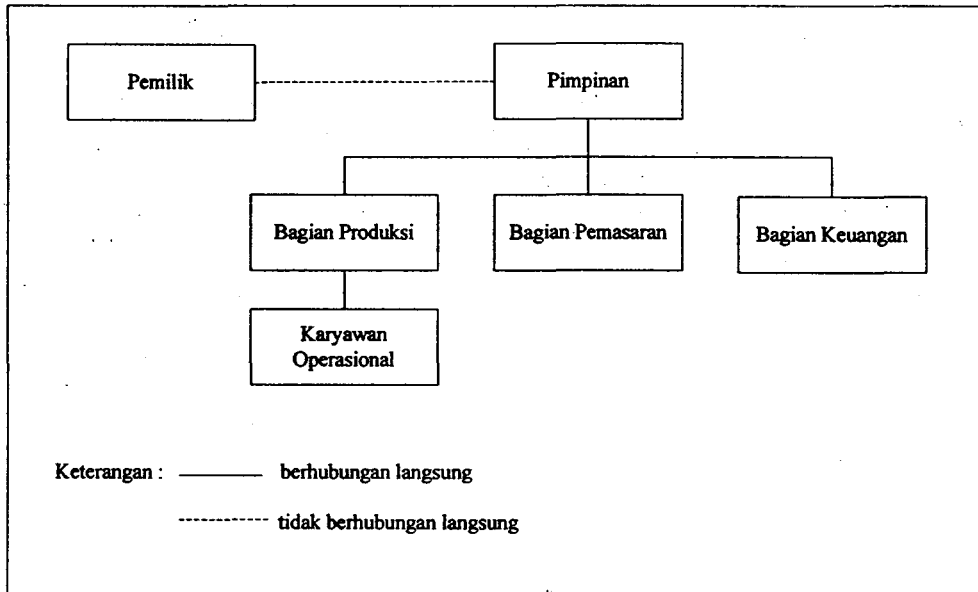 Pemilik
Pimpinan
Bagian Produksi
Bagian Pemasaran
Bagian Keuangan
Karyawan
Operasional
Keterangan : berhubungan langsung
tidak berhubungan langsung